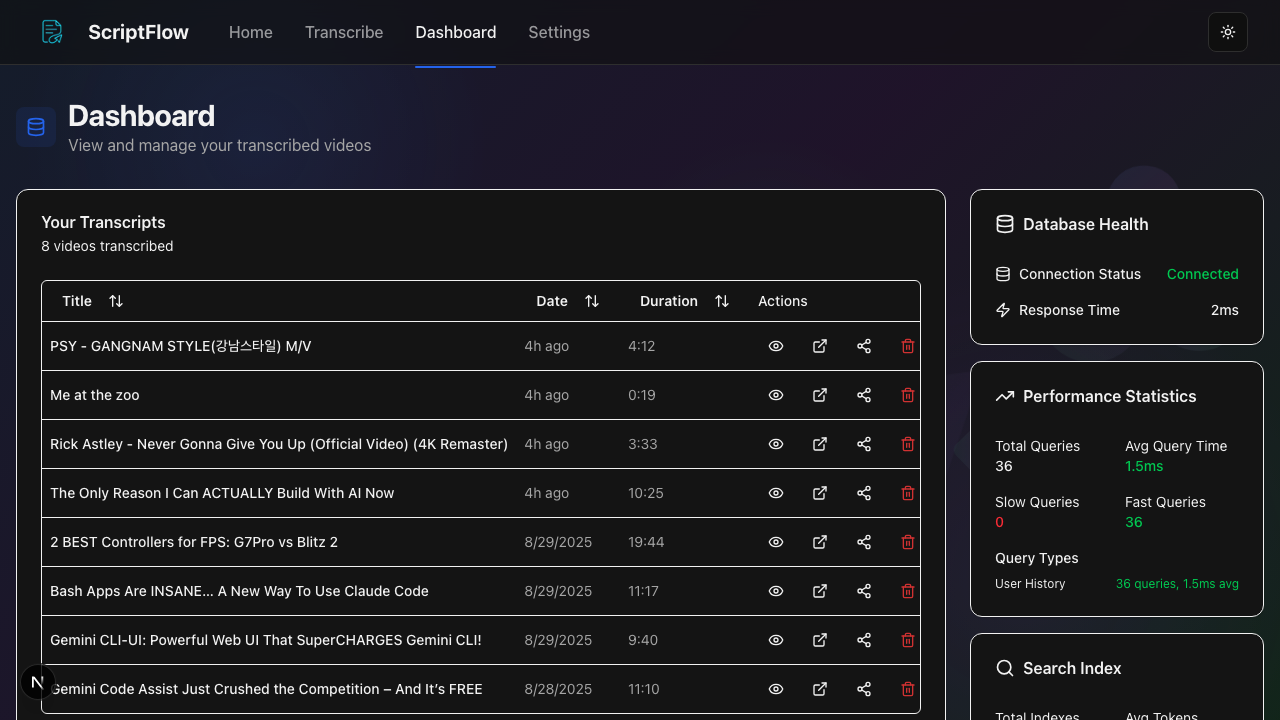 ScriptFlow Home Transcribe Dashboard Settings
Dashboard
View and manage your transcribed videos
Your Transcripts
8 videos transcribed
Title Date Duration Actions
PSY - GANGNAM STYLE(강남스타일) M/V 4h ago 4:12
Me at the zoo 4h ago 0:19
Rick Astley - Never Gonna Give You Up (Official Video) (4K Remaster) 4h ago 3:33
The Only Reason I Can ACTUALLY Build With AI Now 4h ago 10:25
2 BEST Controllers for FPS: G7Pro vs Blitz 2 8/29/2025 19:44
Bash Apps Are INSANE... A New Way To Use Claude Code 8/29/2025 11:17
Gemini CLI-UI: Powerful Web UI That SuperCHARGES Gemini CLI! 8/29/2025 9:40
Gemini Code Assist Just Crushed the Competition – And It's FREE 8/28/2025 11:10
N
Database Health
Connection Status Connected
Response Time 2ms
Performance Statistics
Total Queries Avg Query Time
36 1.5ms
Slow Queries Fast Queries
0 36
Query Types
User History 36 queries, 1.5ms avg
Search Index
Total Indexes Avg Tokens